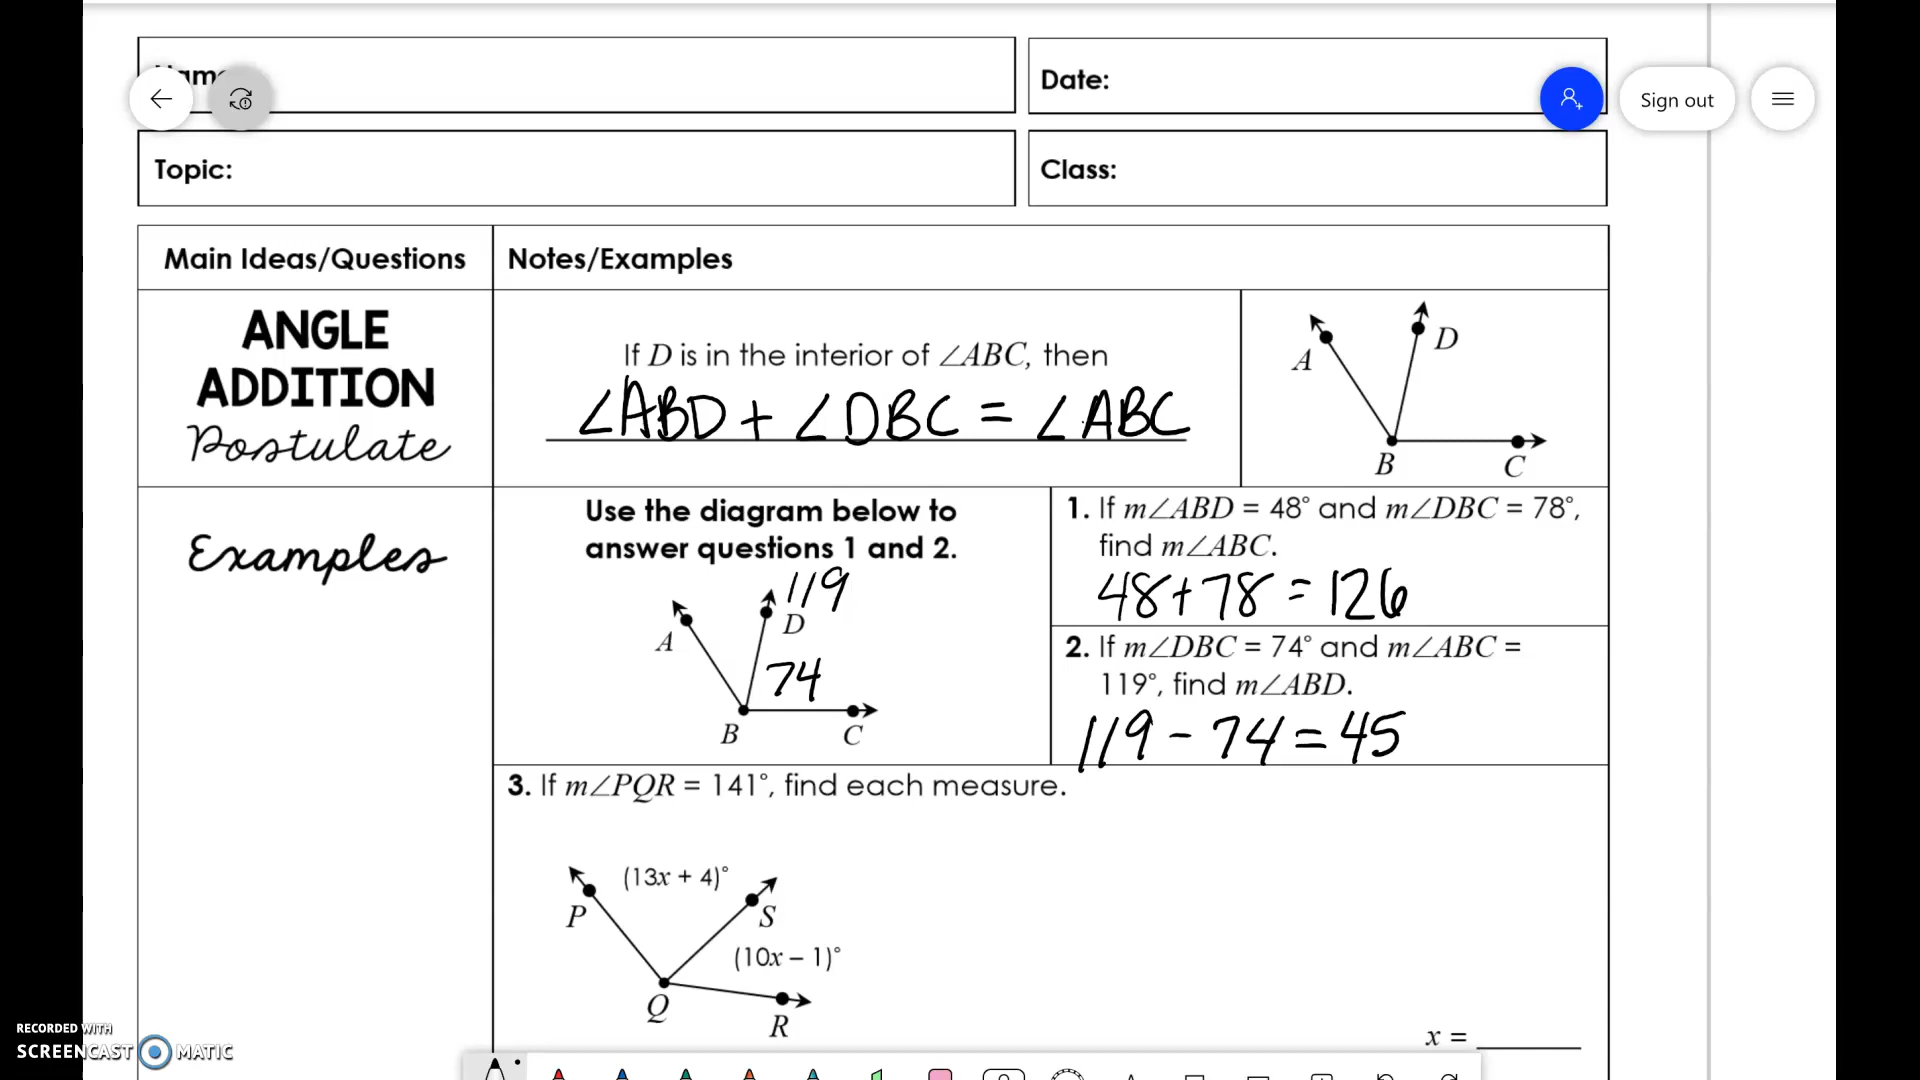 Name
Date:
Sign out
Topic:
Class:
Main Ideas/Questions
Notes/Examples
ANGLE
ADDITION
Postulate
If D is in the interior of ∠ABC, then
∠ABD + ∠DBC = ∠ABC
A
D
B
C
Examples
Use the diagram below to
answer questions 1 and 2.
119
D
A
74
B
C
1. If m∠ABD = 48° and m∠DBC = 78°,
find m∠ABC.
48+78 = 126
2. If m∠DBC = 74° and m∠ABC =
119°, find m∠ABD.
119 - 74 = 45
3. If m∠PQR = 141°, find each measure.
(13x + 4)°
P
S
(10x – 1)°
Q
R
x =
RECORDED WITH
SCREENCAST MATIC